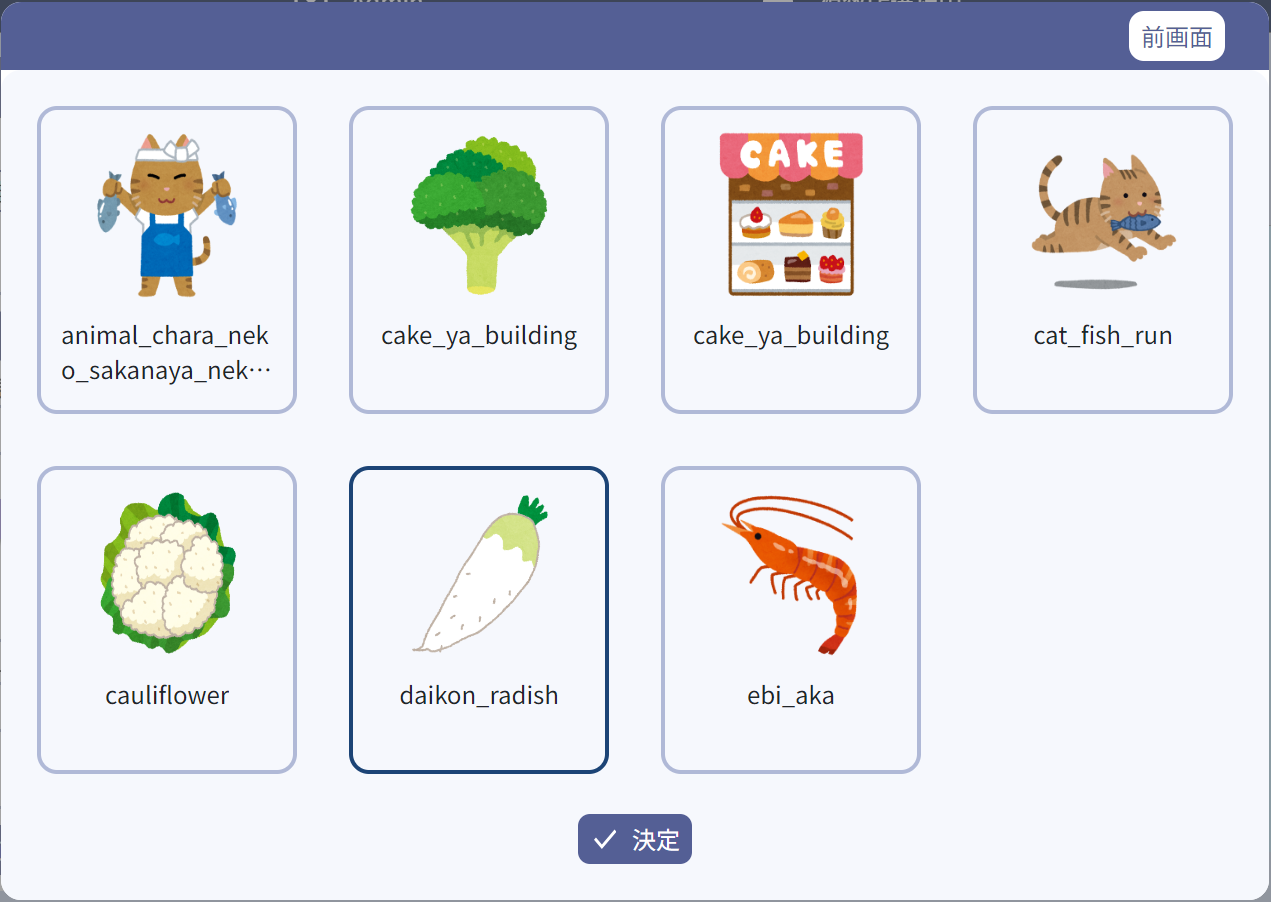 前画面
CAKE
animal_chara_nek
o_sakanaya_nek…
cake_ya_building
cake_ya_building
cat_fish_run
cauliflower
daikon_radish
ebi_aka
決定